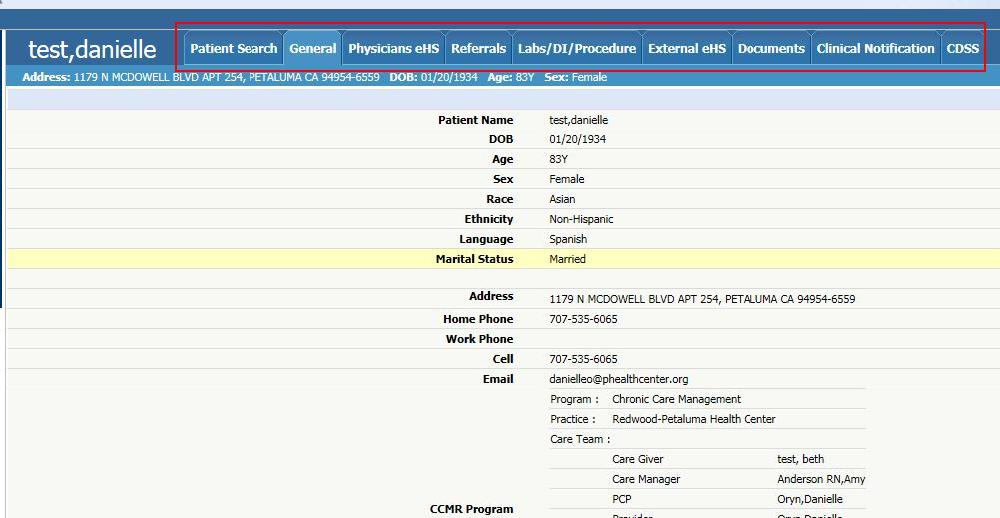 test,danielle Patient Search General Physicians eHS Referrals Labs/DI/Procedure External eHS Documents Clinical Notification CDSS
Address: 1179 N MCDOWELL BLVD APT 254, PETALUMA CA 94954-6559 DOB: 01/20/1934 Age: 83Y Sex: Female
Patient Name test,danielle
DOB 01/20/1934
Age 83Y
Sex Female
Race Asian
Ethnicity Non-Hispanic
Language Spanish
Marital Status Married
Address 1179 N MCDOWELL BLVD APT 254, PETALUMA CA 94954-6559
Home Phone 707-535-6065
Work Phone
Cell 707-535-6065
Email danielleo@phealthcenter.org
Program : Chronic Care Management
Practice : Redwood-Petaluma Health Center
Care Team :
Care Giver test, beth
Care Manager Anderson RN,Amy
PCP Oryn,Danielle
CCMR Program
Provider Oryn,Danielle